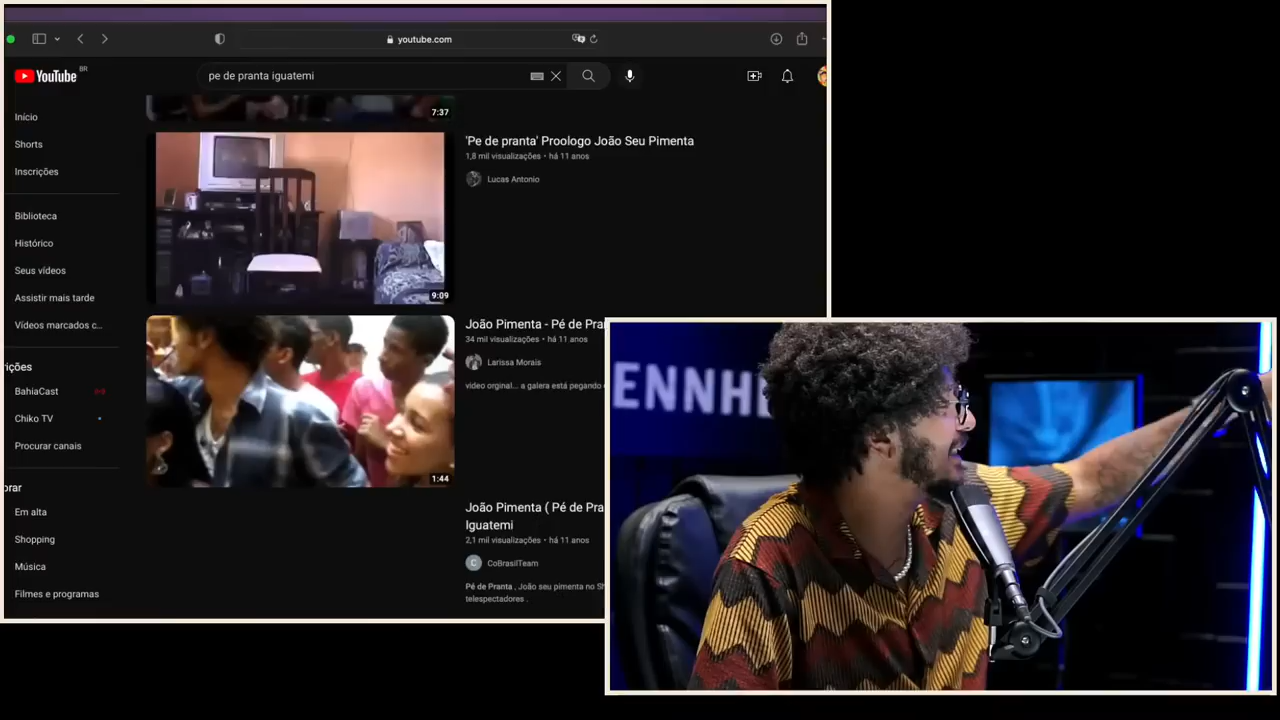 youtube.com
YouTube BR
pe de pranta iguatemi
Início
Shorts
Inscrições
Biblioteca
Histórico
Seus vídeos
Assistir mais tarde
Vídeos marcados c...
rições
BahiaCast
Chiko TV
Procurar canais
orar
Em alta
Shopping
Música
Filmes e programas
7:37
'Pe de pranta' Proologo João Seu Pimenta
1,8 mil visualizações • há 11 anos
Lucas Antonio
9:09
João Pimenta - Pé de Pra
34 mil visualizações • há 11 anos
Larissa Morais
video orginal... a galera está pegando
1:44
João Pimenta ( Pé de Pra
Iguatemi
2,1 mil visualizações • há 11 anos
C CoBrasilTeam
Pé de Pranta , João seu pimenta no
telespectadores .
ENNHE